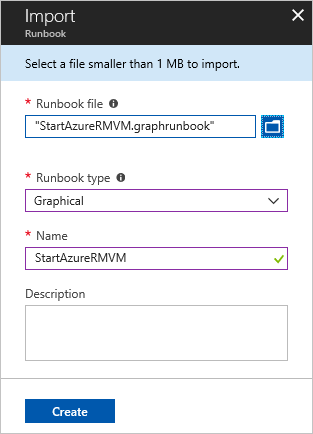 Import
Runbook
Select a file smaller than 1 MB to import.
* Runbook file
"StartAzureRMVM.graphrunbook"
* Runbook type
Graphical
* Name
StartAzureRMVM
Description
Create